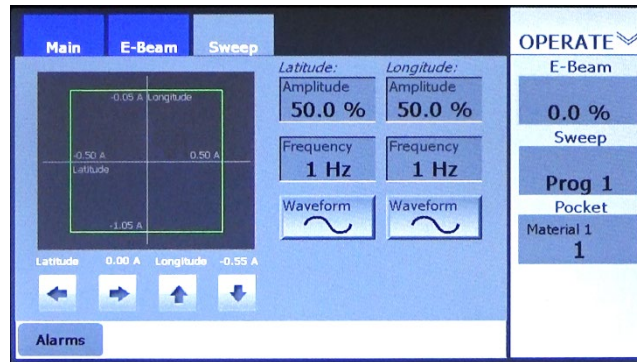 Main E-Beam Sweep
OPERATE
Latitude: Longitude:
Amplitude Amplitude
50.0 % 50.0 %
Frequency Frequency
1 Hz 1 Hz
Waveform Waveform
-0.05 A Longitude
-0.50 A 0.50 A
Latitude
-1.05 A
Latitude 0.00 A Longitude -0.55 A
Alarms
E-Beam
0.0 %
Sweep
Prog 1
Pocket
Material 1
1